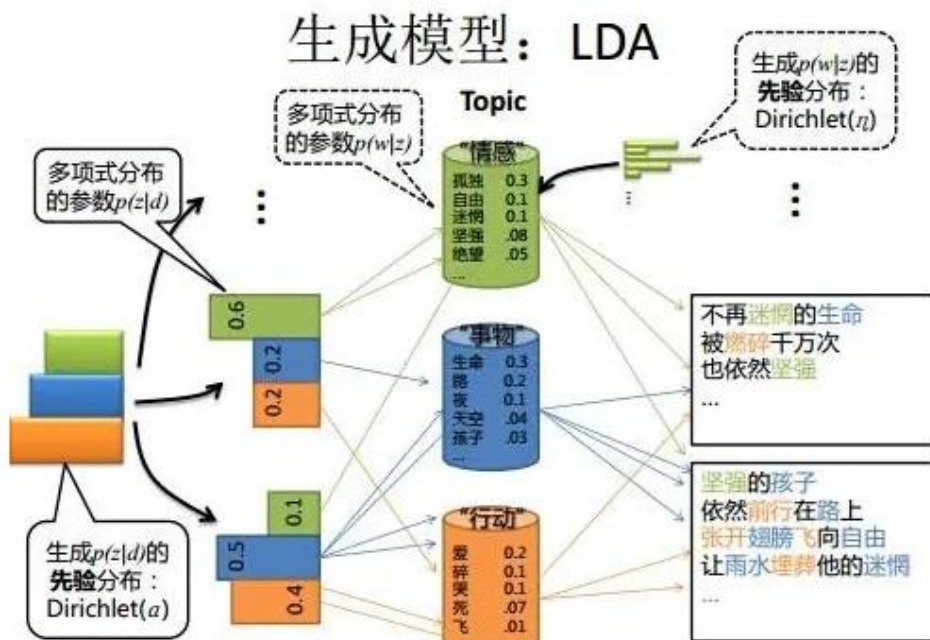 生成模型：LDA
Topic
多项式分布
的参数p(w|z)
生成p(w|z)的
先验分布：
Dirichlet(η)
多项式分布
的参数p(z|d)
...
...
...
"情感"
孤独 0.3
自由 0.1
迷惘 0.1
坚强 .08
绝望 .05
...
0.6
0.2
0.2
"事物"
生命 0.3
路 0.2
夜 0.1
天空 .04
孩子 .03
...
不再迷惘的生命
被燃碎千万次
也依然坚强
...
0.1
0.5
0.4
"行动"
爱 0.2
碎 0.1
哭 0.1
死 .07
飞 .01
坚强的孩子
依然前行在路上
张开翅膀飞向自由
让雨水埋葬他的迷惘
...
生成p(z|d)的
先验分布：
Dirichlet(a)